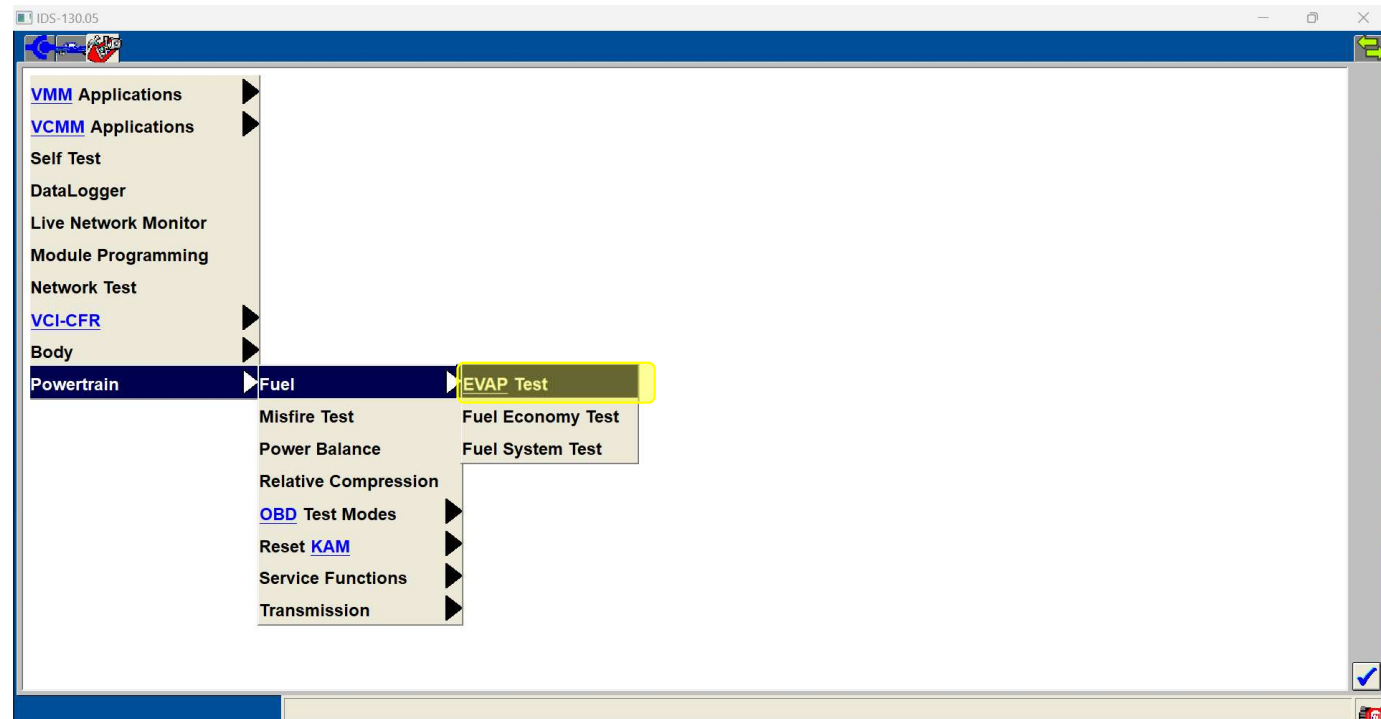 IDS-130.05
VMM Applications
VCMM Applications
Self Test
DataLogger
Live Network Monitor
Module Programming
Network Test
VCI-CFR
Body
Powertrain
Fuel
Misfire Test
Power Balance
Relative Compression
OBD Test Modes
Reset KAM
Service Functions
Transmission
EVAP Test
Fuel Economy Test
Fuel System Test